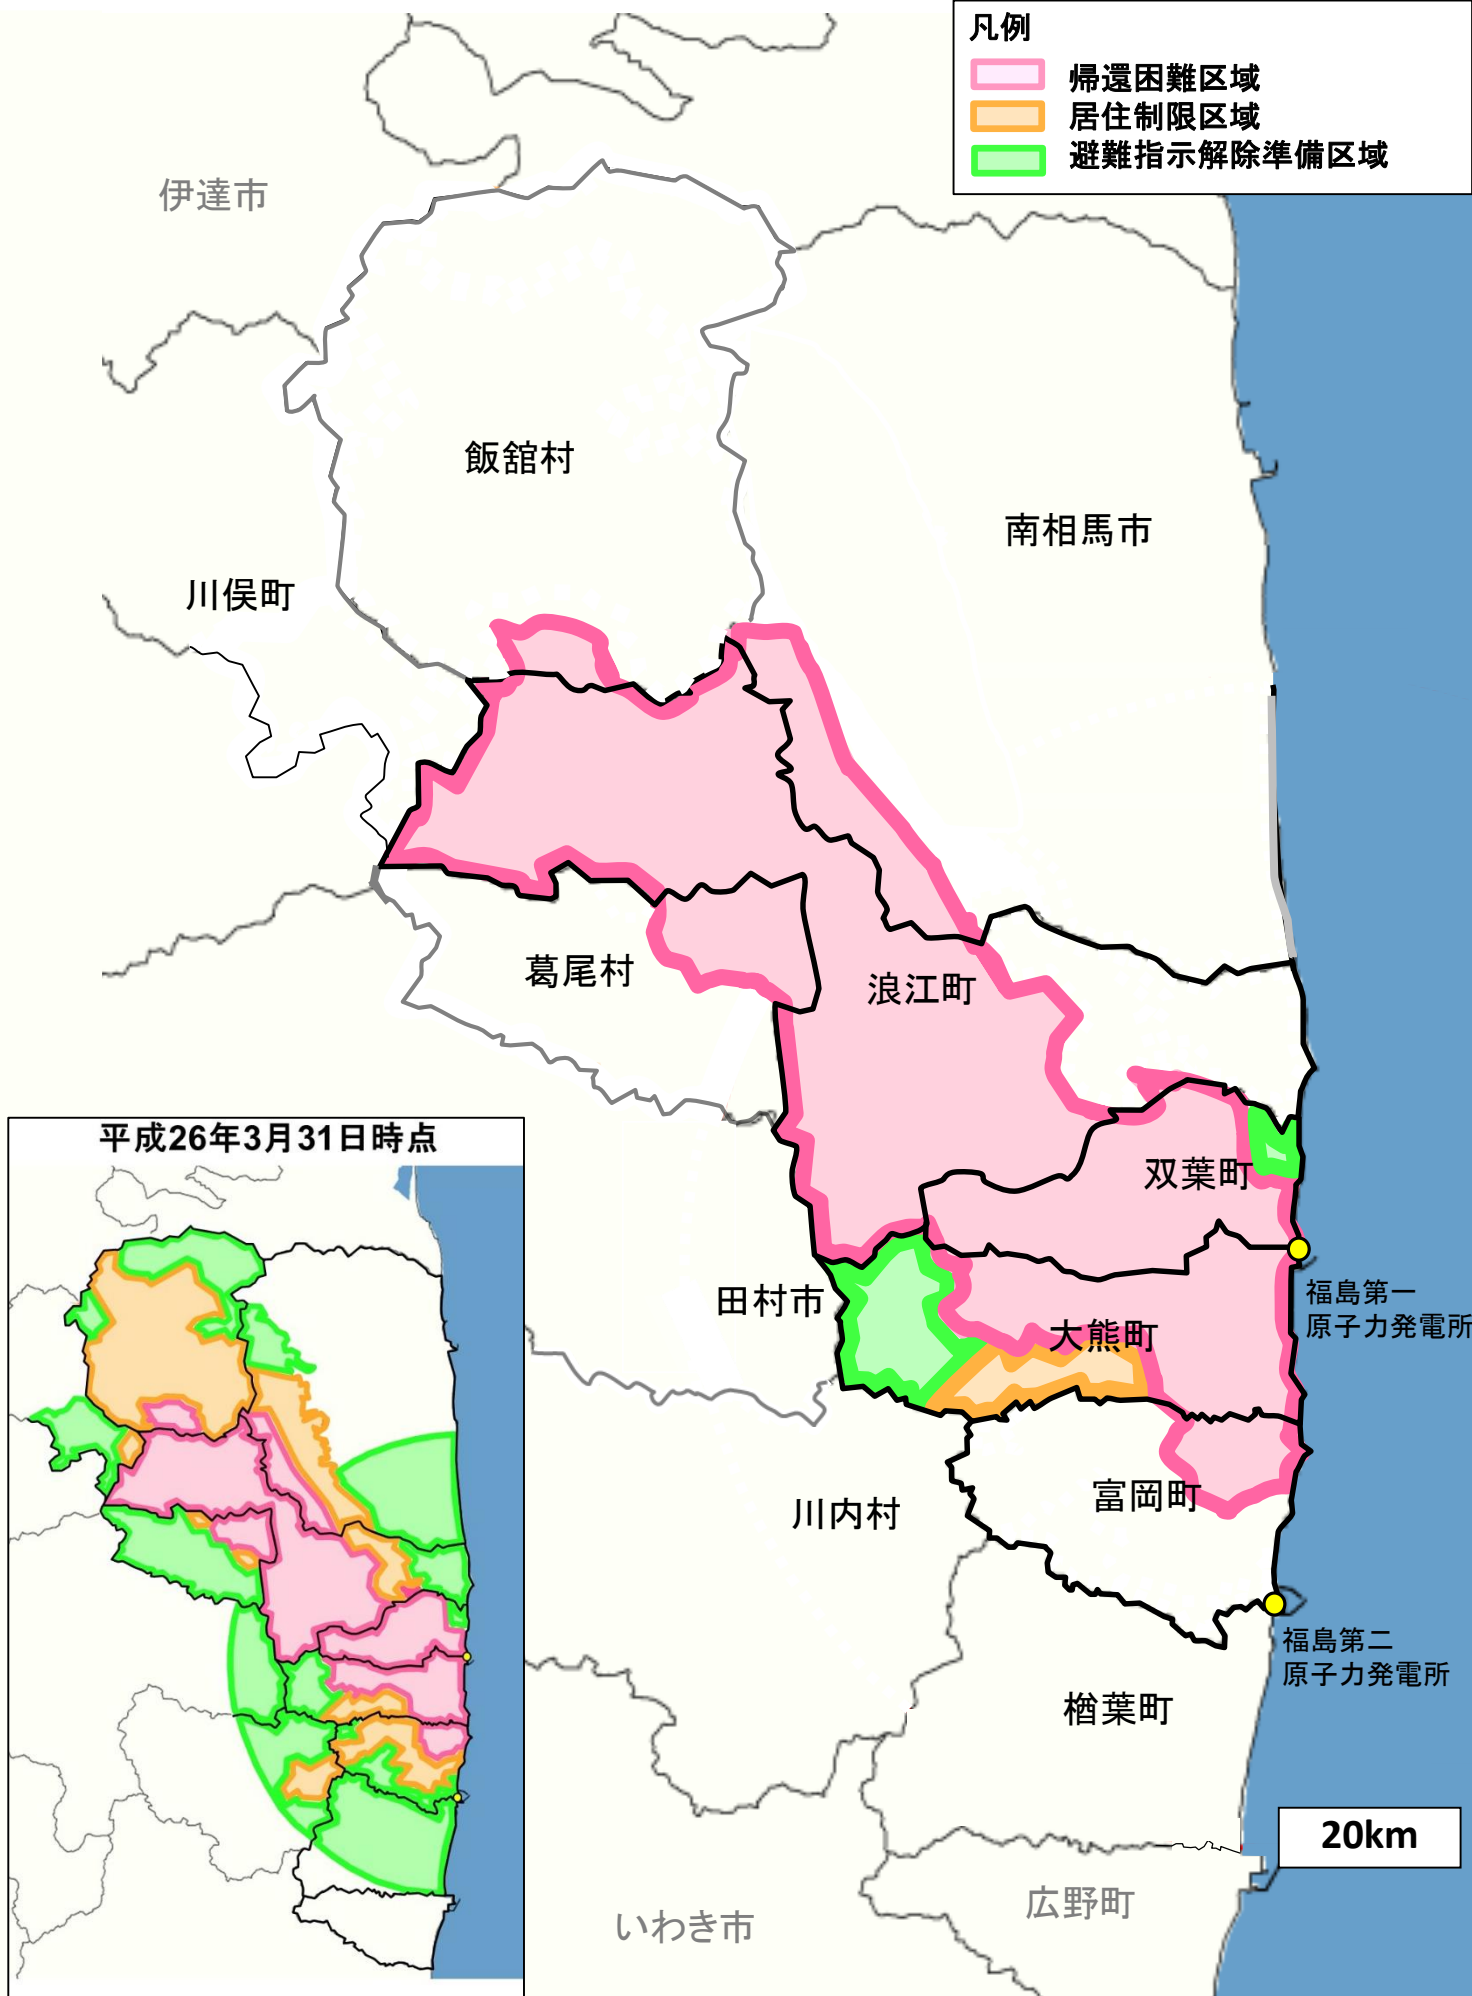 凡例
帰還困難区域
居住制限区域
避難指示解除準備区域
伊達市
飯舘村
南相馬市
川俣町
葛尾村
浪江町
双葉町
田村市
福島第一
原子力発電所
大熊町
川内村
富岡町
福島第二
原子力発電所
楢葉町
20km
広野町
いわき市
平成26年3月31日時点